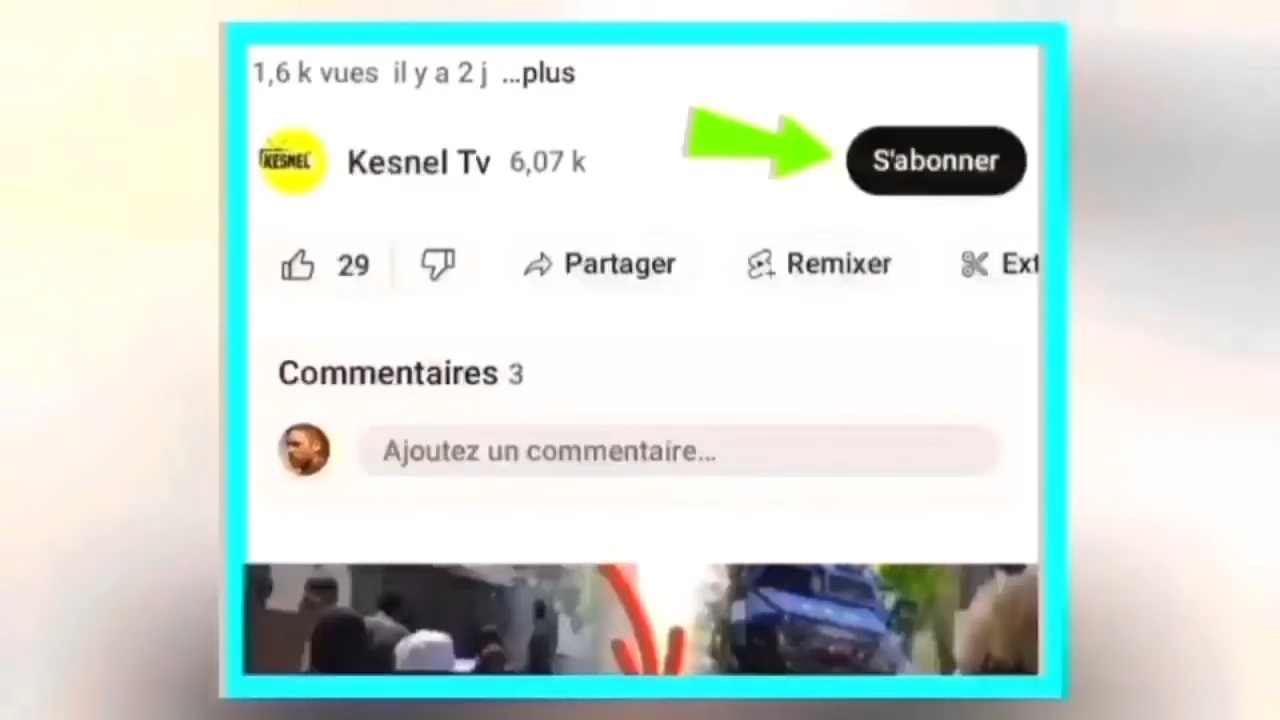 1,6 k vues il y a 2 j ...plus
KESNEL
Kesnel Tv 6,07 k
S'abonner
29
Partager
Remixer
Ext
Commentaires 3
Ajoutez un commentaire...